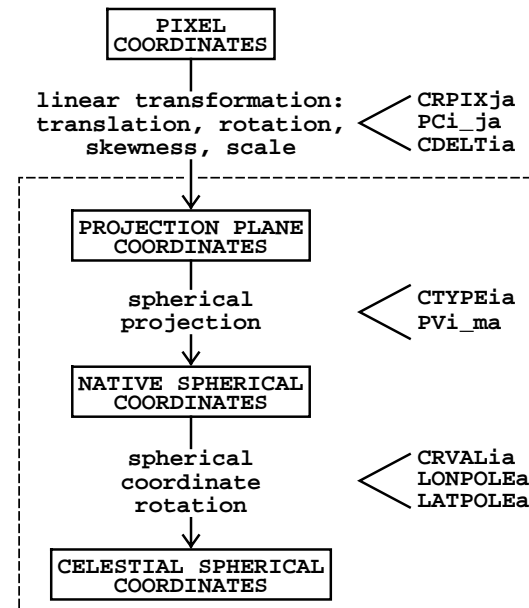 PIXEL
COORDINATES
linear transformation:
translation, rotation,
skewness, scale
CRPIXja
PCi_ja
CDELTia
PROJECTION PLANE
COORDINATES
spherical
projection
CTYPEia
PVi_ma
NATIVE SPHERICAL
COORDINATES
spherical
coordinate
rotation
CRVALia
LONPOLEa
LATPOLEa
CELESTIAL SPHERICAL
COORDINATES